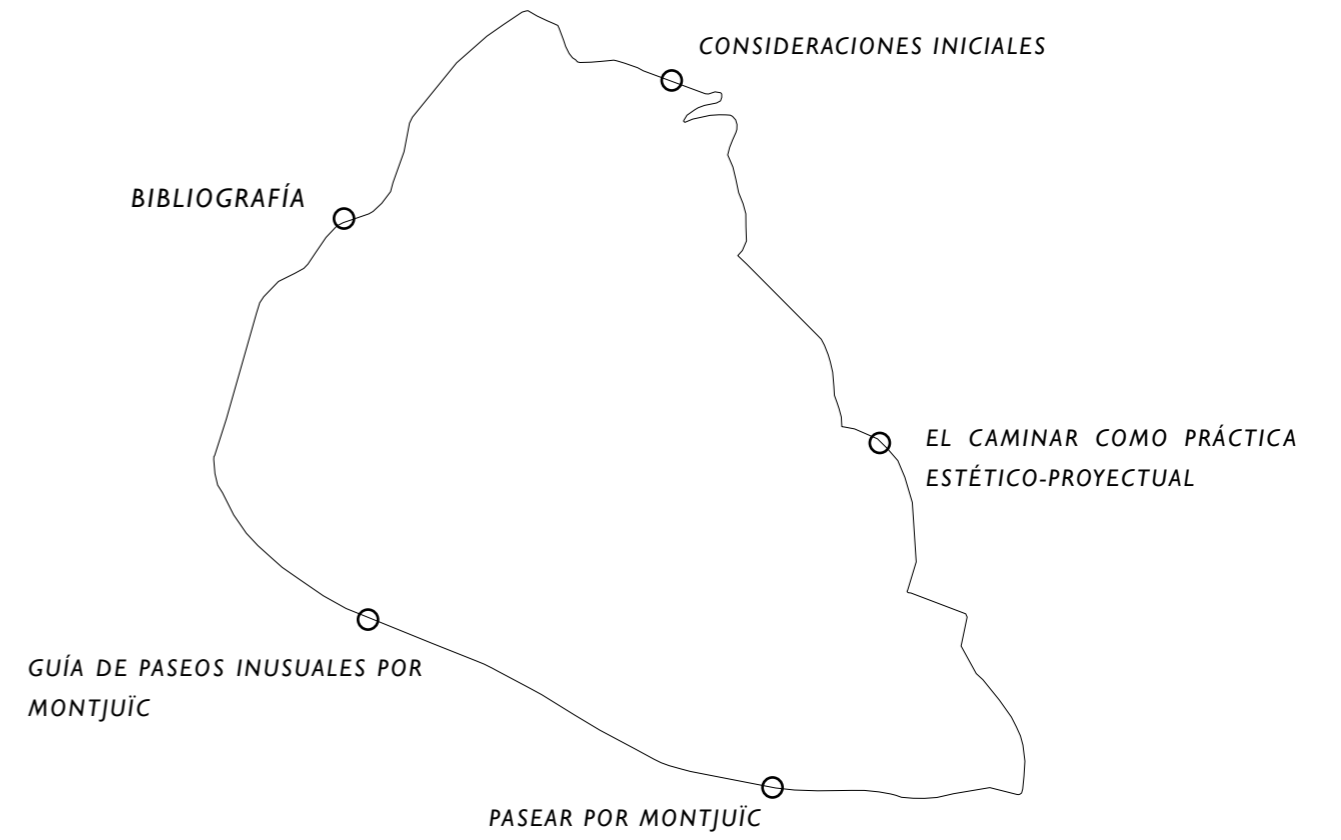 CONSIDERACIONES INICIALES
BIBLIOGRAFÍA
EL CAMINAR COMO PRÁCTICA
ESTÉTICO-PROYECTUAL
GUÍA DE PASEOS INUSUALES POR
MONTJUÏC
PASEAR POR MONTJUÏC